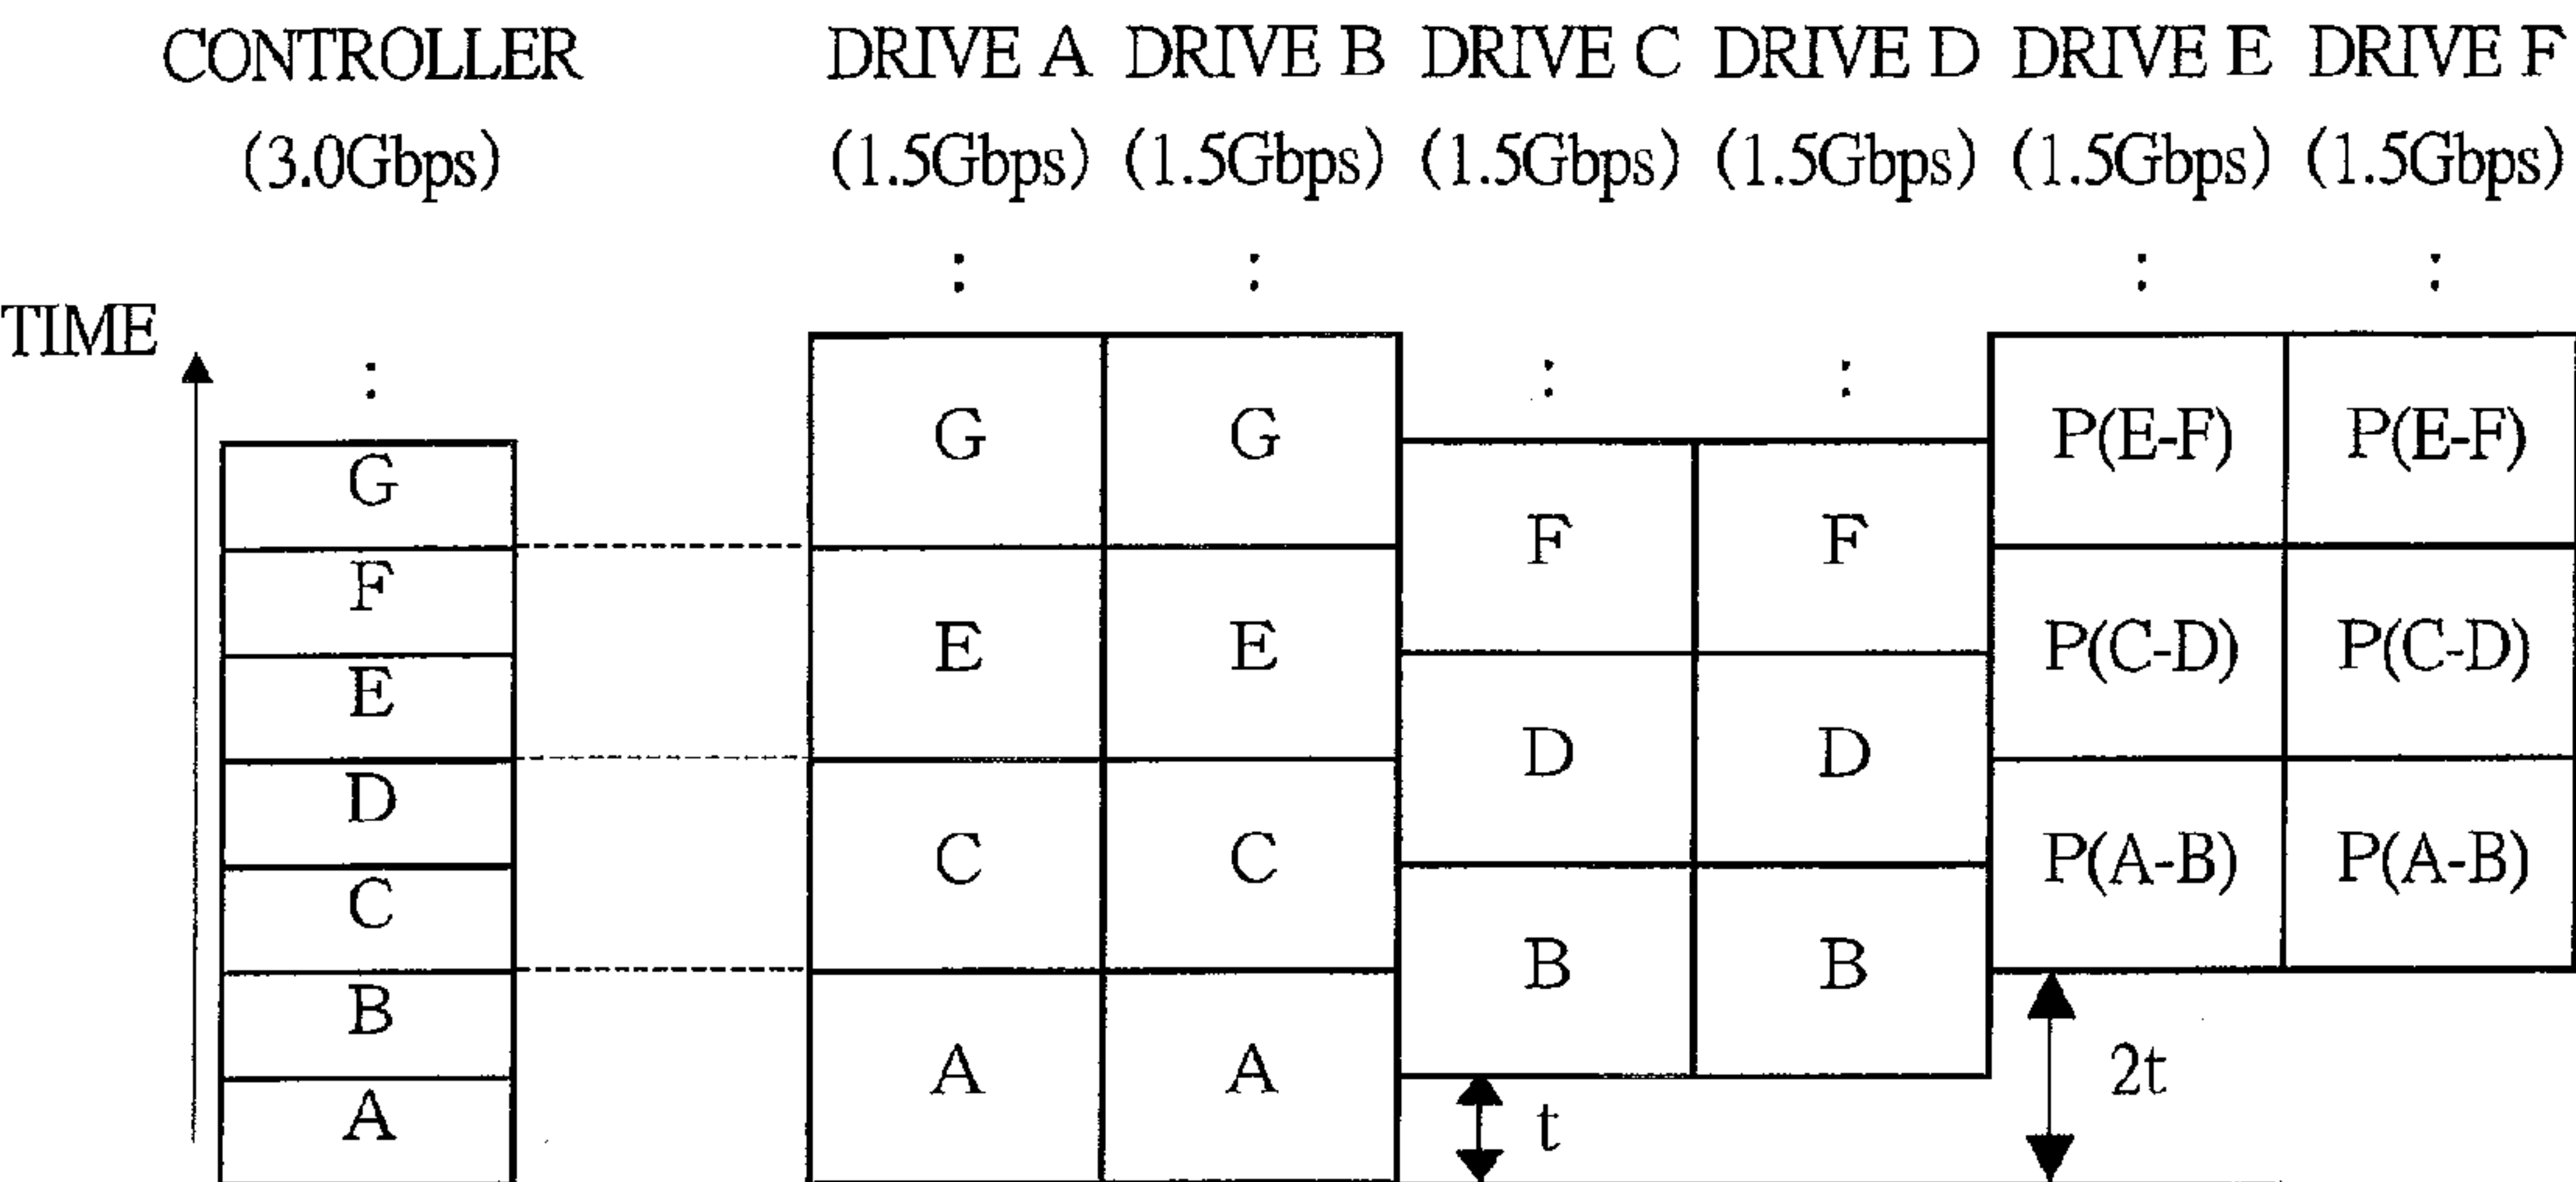 CONTROLLER DRIVE A DRIVE B DRIVE C DRIVE D DRIVE E DRIVE F
(3.0Gbps) (1.5Gbps) (1.5Gbps) (1.5Gbps) (1.5Gbps) (1.5Gbps) (1.5Gbps)
: : : :
TIME
: : :
G G G P(E-F) P(E-F)
F F F
E E E P(C-D) P(C-D)
D D D
C C C P(A-B) P(A-B)
B B B
A A A 2t
t